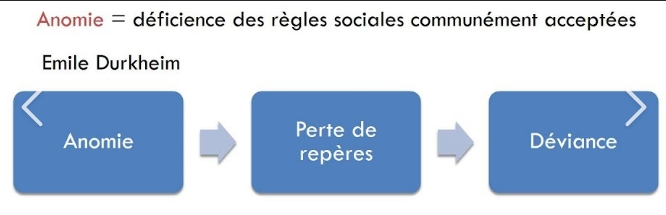 Anomie = déficience des règles sociales communément acceptées
Emile Durkheim
Anomie
Perte de
repères
Déviance